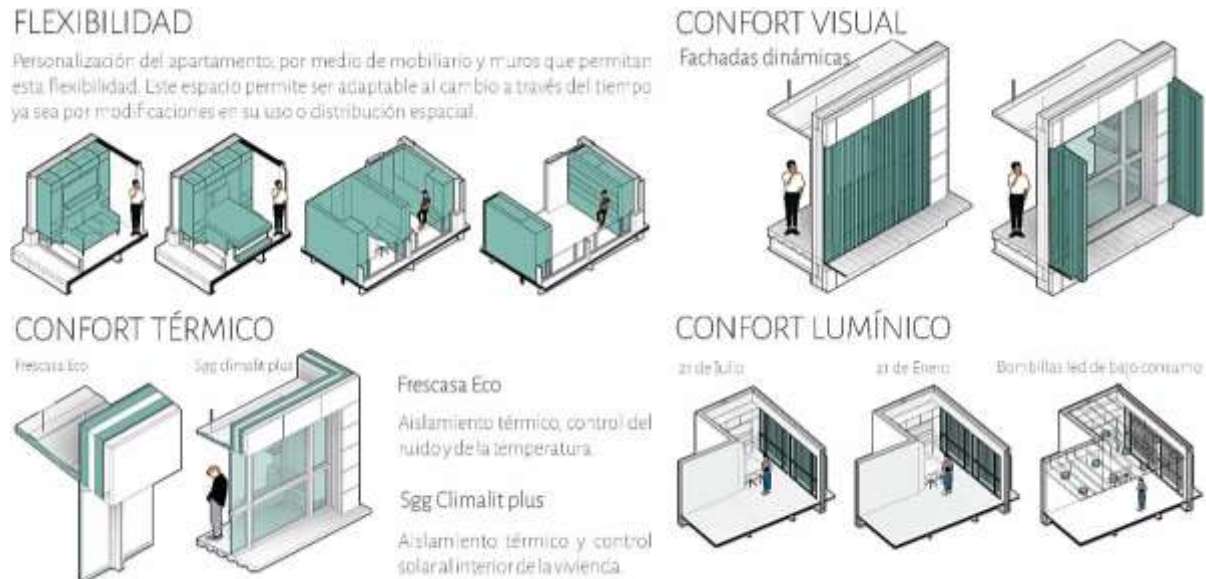 FLEXIBILIDAD
Personalización del apartamento, por medio de mobiliario y muros que permitan
esta flexibilidad. Este espacio permite ser adaptable al cambio a través del tiempo
ya sea por modificaciones en su uso o distribución espacial.
CONFORT VISUAL
Fachadas dinámicas
CONFORT TÉRMICO
Frescasa Eco
Sgg climalit plus
Frescasa Eco
Aislamiento térmico, control del
ruido y de la temperatura.
Sgg Climalit plus
Aislamiento térmico y control
solar al interior de la vivienda.
CONFORT LUMÍNICO
21 de Julio
21 de Enero
Bombillas led de bajo consumo